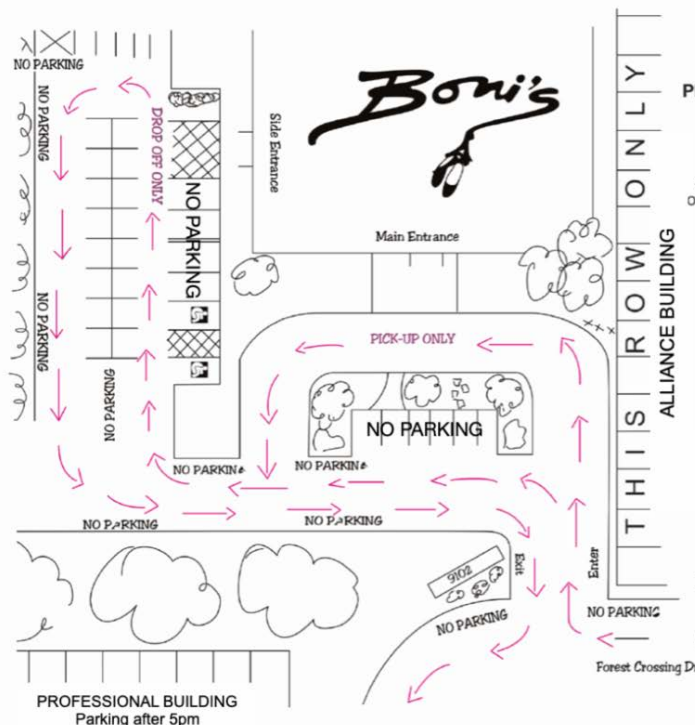 NO PARKING
NO PARKING
DROP OFF ONLY
Side Entrance
Boni's
NO PARKING
Main Entrance
THIS ROW ONLY
ALLIANCE BUILDING
NO PARKING
PICK-UP ONLY
NO PARKING
NO PARKING
NO PARKING
NO PARKING
NO PARKING
NO PARKING
9102
Exit
Enter
NO PARKING
NO PARKING
Forest Crossing
PROFESSIONAL BUILDING
Parking after 5pm